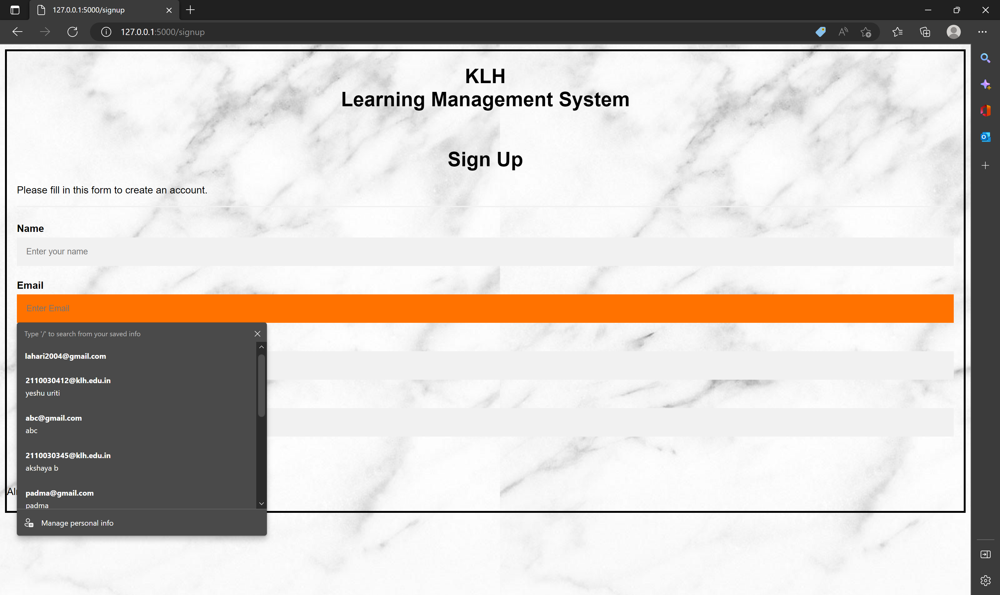 127.0.0.1:5000/signup
127.0.0.1:5000/signup
KLH
Learning Management System
Sign Up
Please fill in this form to create an account.
Name
Enter your name
Email
Enter Email
Type '/' to search from your saved info
lahari2004@gmail.com
2110030412@klh.edu.in
yeshu uriti
abc@gmail.com
abc
2110030345@klh.edu.in
akshaya b
padma@gmail.com
padma
Manage personal info